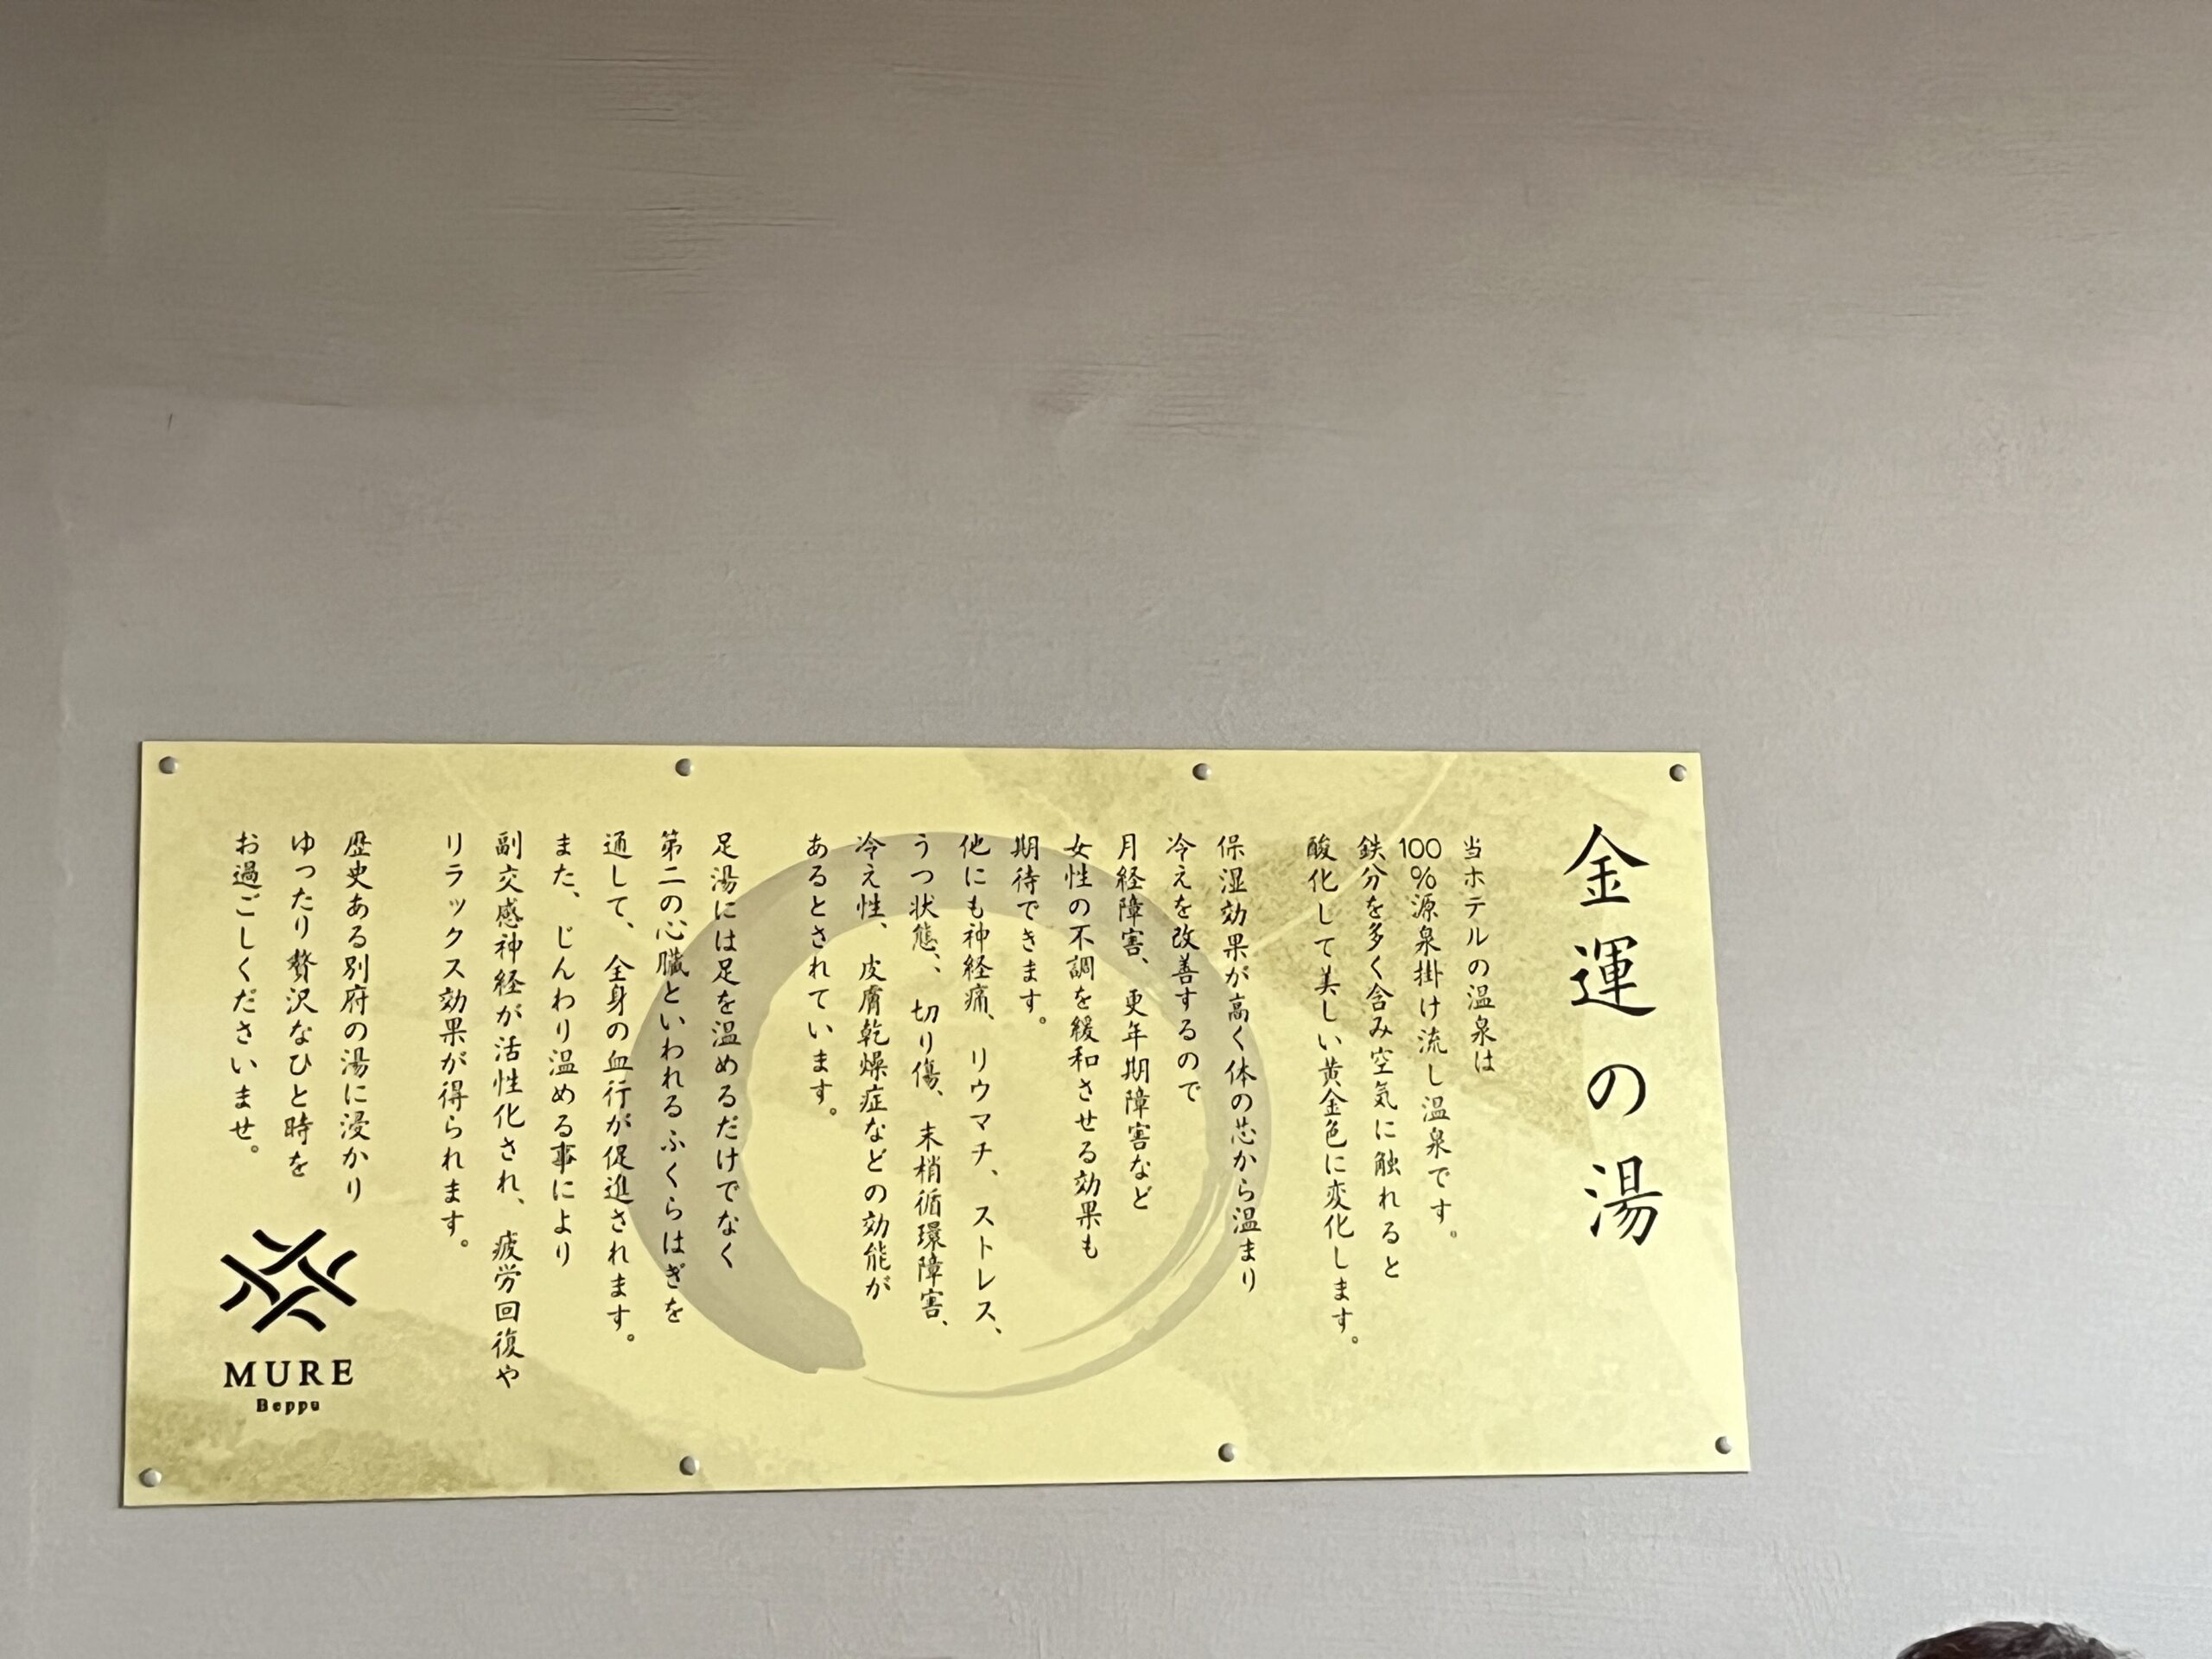 金運の湯
当ホテルの温泉は
100%源泉掛け流し温泉です。
鉄分を多く含み空気に触れると
酸化して美しい黄金色に変化します。
保湿効果が高く体の芯から温まり
冷えを改善するので
月経障害、更年期障害など
女性の不調を緩和させる効果も
期待できます。
他にも神経痛、リウマチ、ストレス、
うつ状態、、切り傷、末梢循環障害、
冷え性、皮膚乾燥症などの効能が
あるとされています。
足湯には足を温めるだけでなく
第二の心臓といわれるふくらはぎを
通して、全身の血行が促進されます。
また、じんわり温める事により
副交感神経が活性化され、疲労回復や
リラックス効果が得られます。
歴史ある別府の湯に浸かり
ゆったり贅沢なひと時を
お過ごしくださいませ。
MURE
Beppu